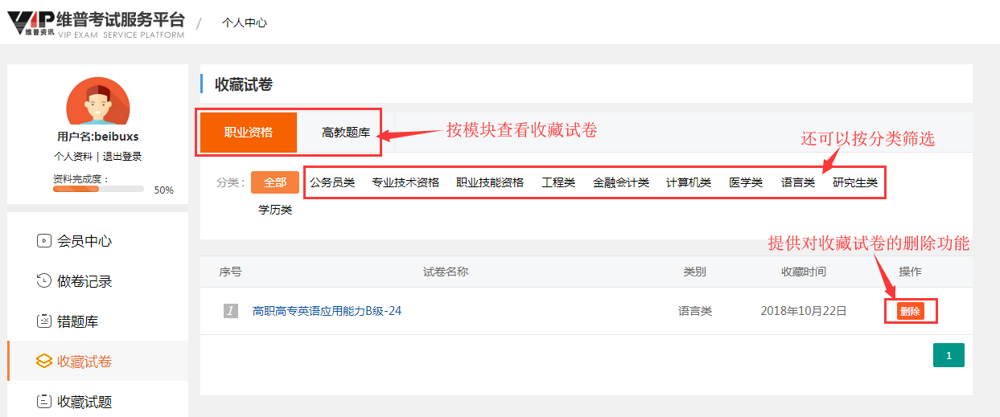 VIP 维普考试服务平台
维普资讯 VIP EXAM SERVICE PLATFORM
/ 个人中心
用户名:beibuxs
个人资料 | 退出登录
资料完成度：
50%
会员中心
做卷记录
错题库
收藏试卷
收藏试题
收藏试卷
职业资格 高教题库 按模块查看收藏试卷
还可以按分类筛选
分类： 全部 公务员类 专业技术资格 职业技能资格 工程类 金融会计类 计算机类 医学类 语言类 研究生类
学历类
提供对收藏试卷的删除功能
序号 试卷名称 类别 收藏时间 操作
1 高职高专英语应用能力B级-24 语言类 2018年10月22日 删除
1